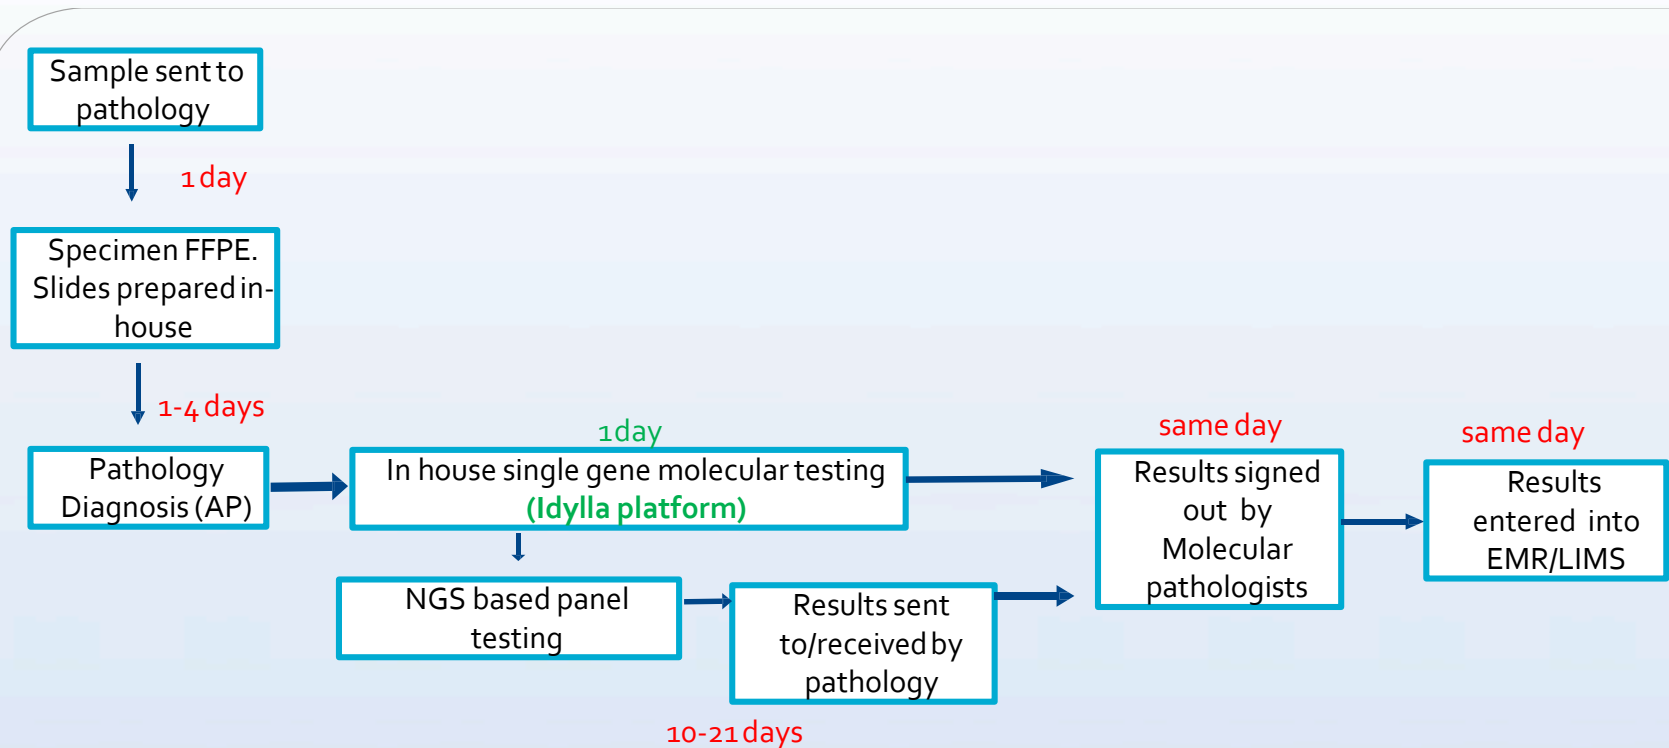 Sample sent to
pathology
1 day
Specimen FFPE.
Slides prepared in-
house
1-4 days
Pathology
Diagnosis (AP)
1day
In house single gene molecular testing
(Idylla platform)
NGS based panel
testing
Results sent
to/received by
pathology
10-21 days
same day
Results signed
out by
Molecular
pathologists
same day
Results
entered into
EMR/LIMS